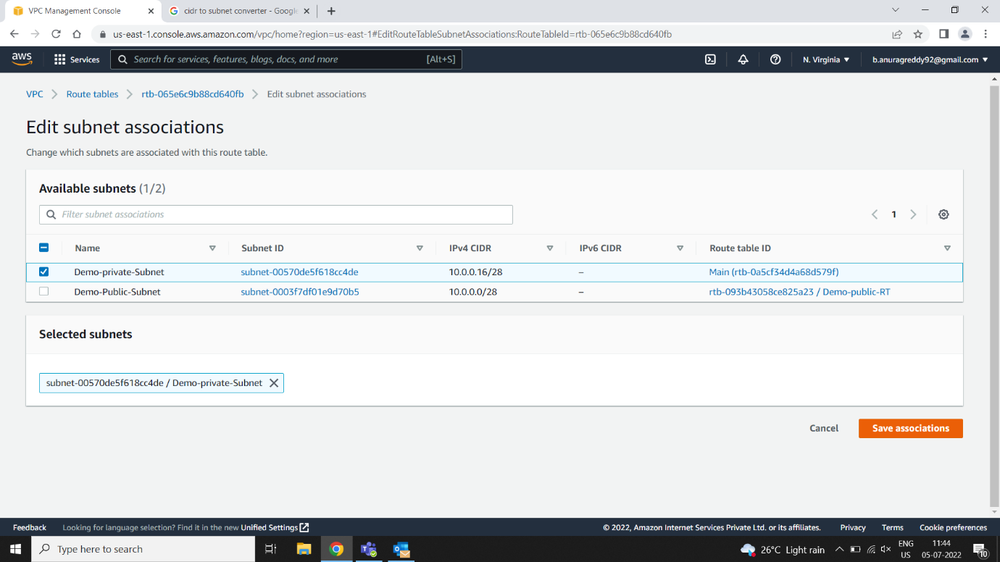 VPC Management Console
cidr to subnet converter - Google
us-east-1.console.aws.amazon.com/vpc/home?region=us-east-1#EditRouteTableSubnetAssociations:RouteTableId=rtb-065e6c9b88cd640fb
aws Services Search for services, features, blogs, docs, and more [Alt+S] N. Virginia ▼ b.anuragreddy92@gmail.com ▼
VPC > Route tables > rtb-065e6c9b88cd640fb > Edit subnet associations
Edit subnet associations
Change which subnets are associated with this route table.
Available subnets (1/2)
Filter subnet associations < 1 >
Name Subnet ID IPv4 CIDR IPv6 CIDR Route table ID
Demo-private-Subnet subnet-00570de5f618cc4de 10.0.0.16/28 – Main (rtb-0a5cf34d4a68d579f)
Demo-Public-Subnet subnet-0003f7df01e9d70b5 10.0.0.0/28 – rtb-093b43058ce825a23 / Demo-public-RT
Selected subnets
subnet-00570de5f618cc4de / Demo-private-Subnet
Cancel Save associations
Feedback Looking for language selection? Find it in the new Unified Settings © 2022, Amazon Internet Services Private Ltd. or its affiliates. Privacy Terms Cookie preferences
Type here to search 26°C Light rain ENG 11:44
US 05-07-2022 10